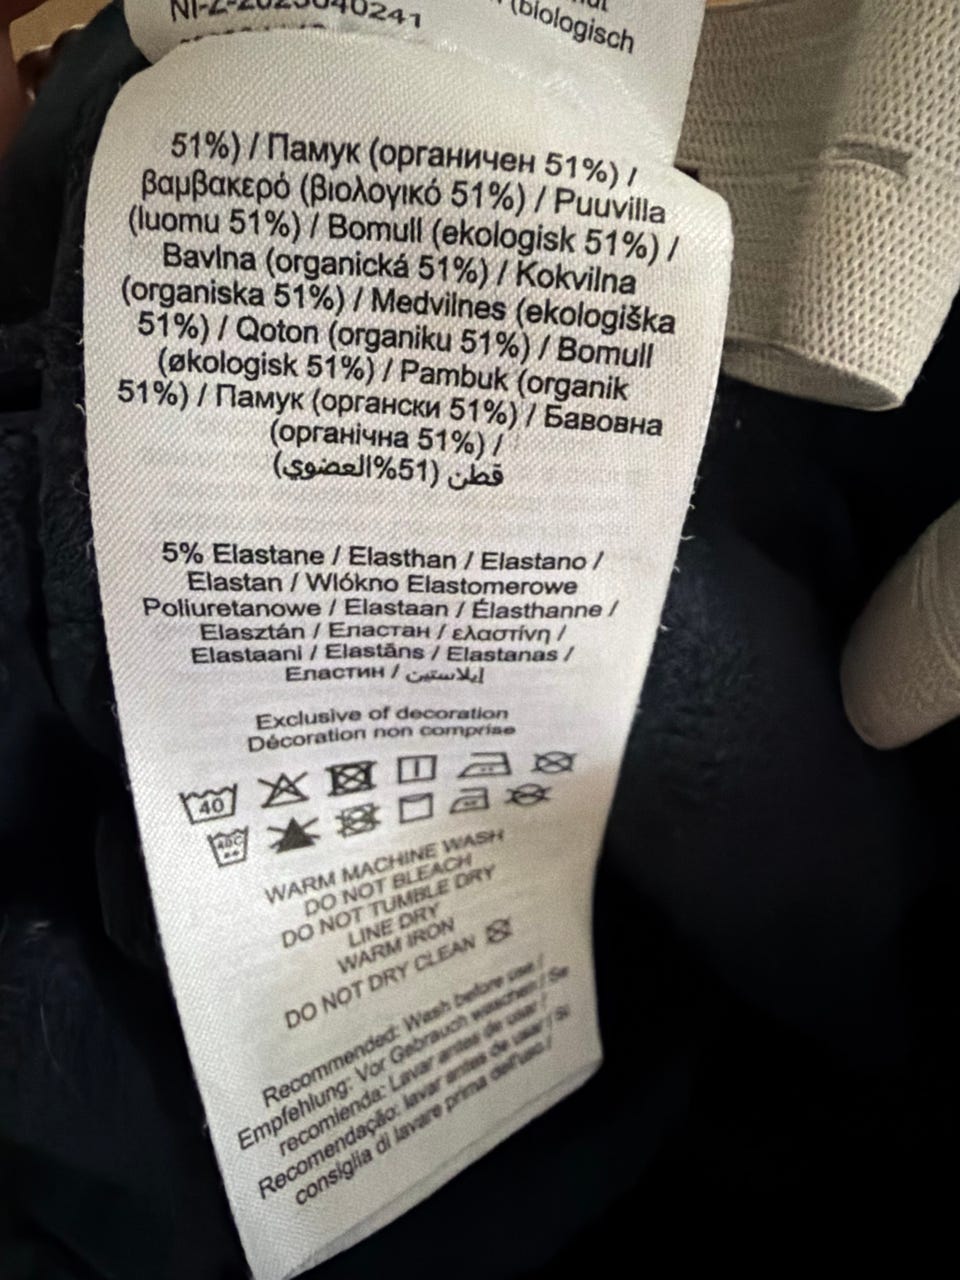 (biologisch
51%) / Памук (органичен 51%) /
βαμβακερό (βιολογικό 51%) / Puuvilla
(luomu 51%) / Bomull (ekologisk 51%) /
Bavlna (organická 51%) / Kokvilna
(organiska 51%) / Medvilnes (ekologiška
51%) / Qoton (organiku 51%) / Bomull
(økologisk 51%) / Pambuk (organik
51%) / Памук (органски 51%) / Бавовна
(органічна 51%) /
قطن (51%العضوي)
5% Elastane / Elasthan / Elastano /
Elastan / Wlókno Elastomerowe
Poliuretanowe / Elastaan / Élasthanne /
Elasztán / Еластан / ελαστίνη /
Elastaani / Elastāns / Elastanas /
Еластин / إيلاستين
Exclusive of decoration
Décoration non comprise
40
WARM MACHINE WASH
DO NOT BLEACH
DO NOT TUMBLE DRY
LINE DRY
WARM IRON
DO NOT DRY CLEAN
Recommended: Wash before use /
Empfehlung: Vor Gebrauch waschen / Se
recomienda: Lavar antes de usar /
Recomendação: lavar antes de usar / Si
consiglia di lavare prima dell'uso /